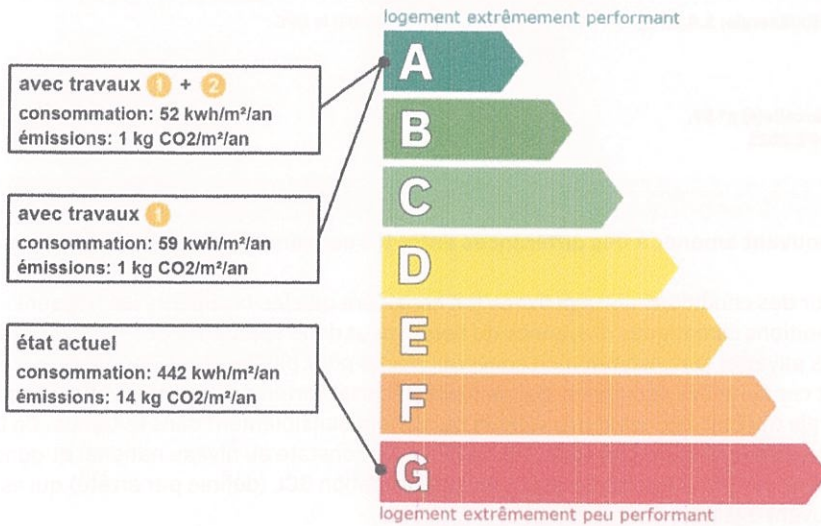 logement extrêmement performant
avec travaux 1 + 2
consommation: 52 kwh/m²/an
émissions: 1 kg CO2/m²/an
avec travaux 1
consommation: 59 kwh/m²/an
émissions: 1 kg CO2/m²/an
état actuel
consommation: 442 kwh/m²/an
émissions: 14 kg CO2/m²/an
A
B
C
D
E
F
G
logement extrêmement peu performant